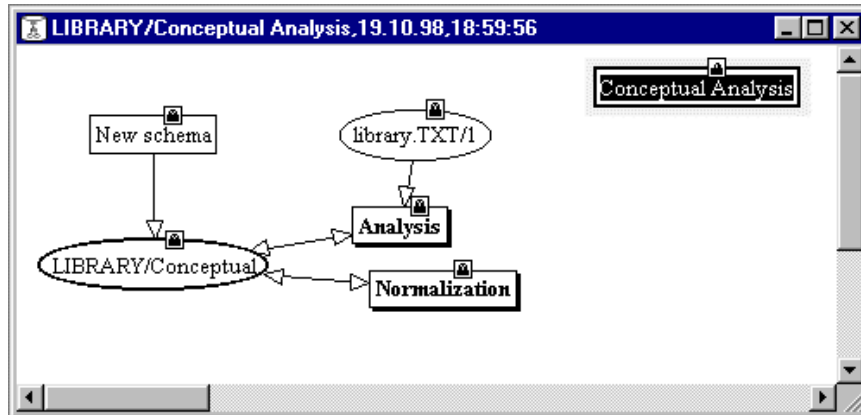 LIBRARY/Conceptual Analysis,19.10.98,18:59:56
Conceptual Analysis
New schema
library.TXT/1
Analysis
LIBRARY/Conceptual
Normalization